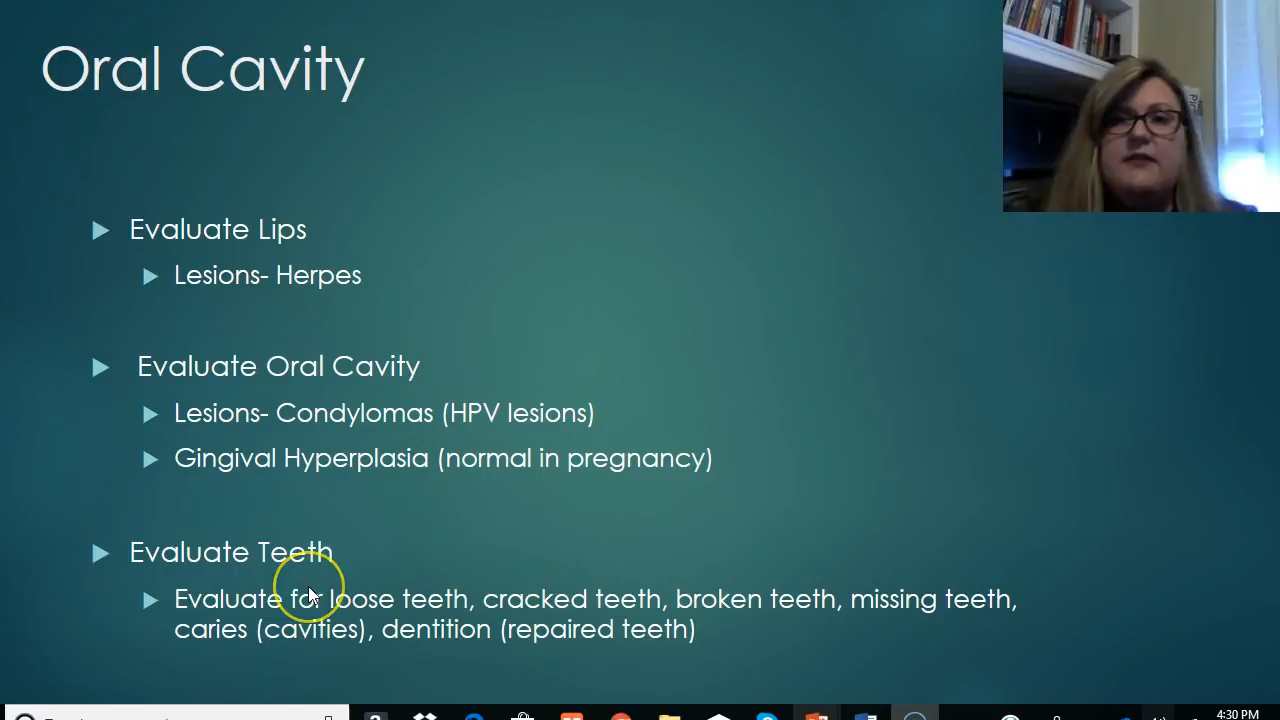 Oral Cavity
Evaluate Lips
Lesions- Herpes
Evaluate Oral Cavity
Lesions- Condylomas (HPV lesions)
Gingival Hyperplasia (normal in pregnancy)
Evaluate Teeth
Evaluate for loose teeth, cracked teeth, broken teeth, missing teeth,
caries (cavities), dentition (repaired teeth)
4:30 PM